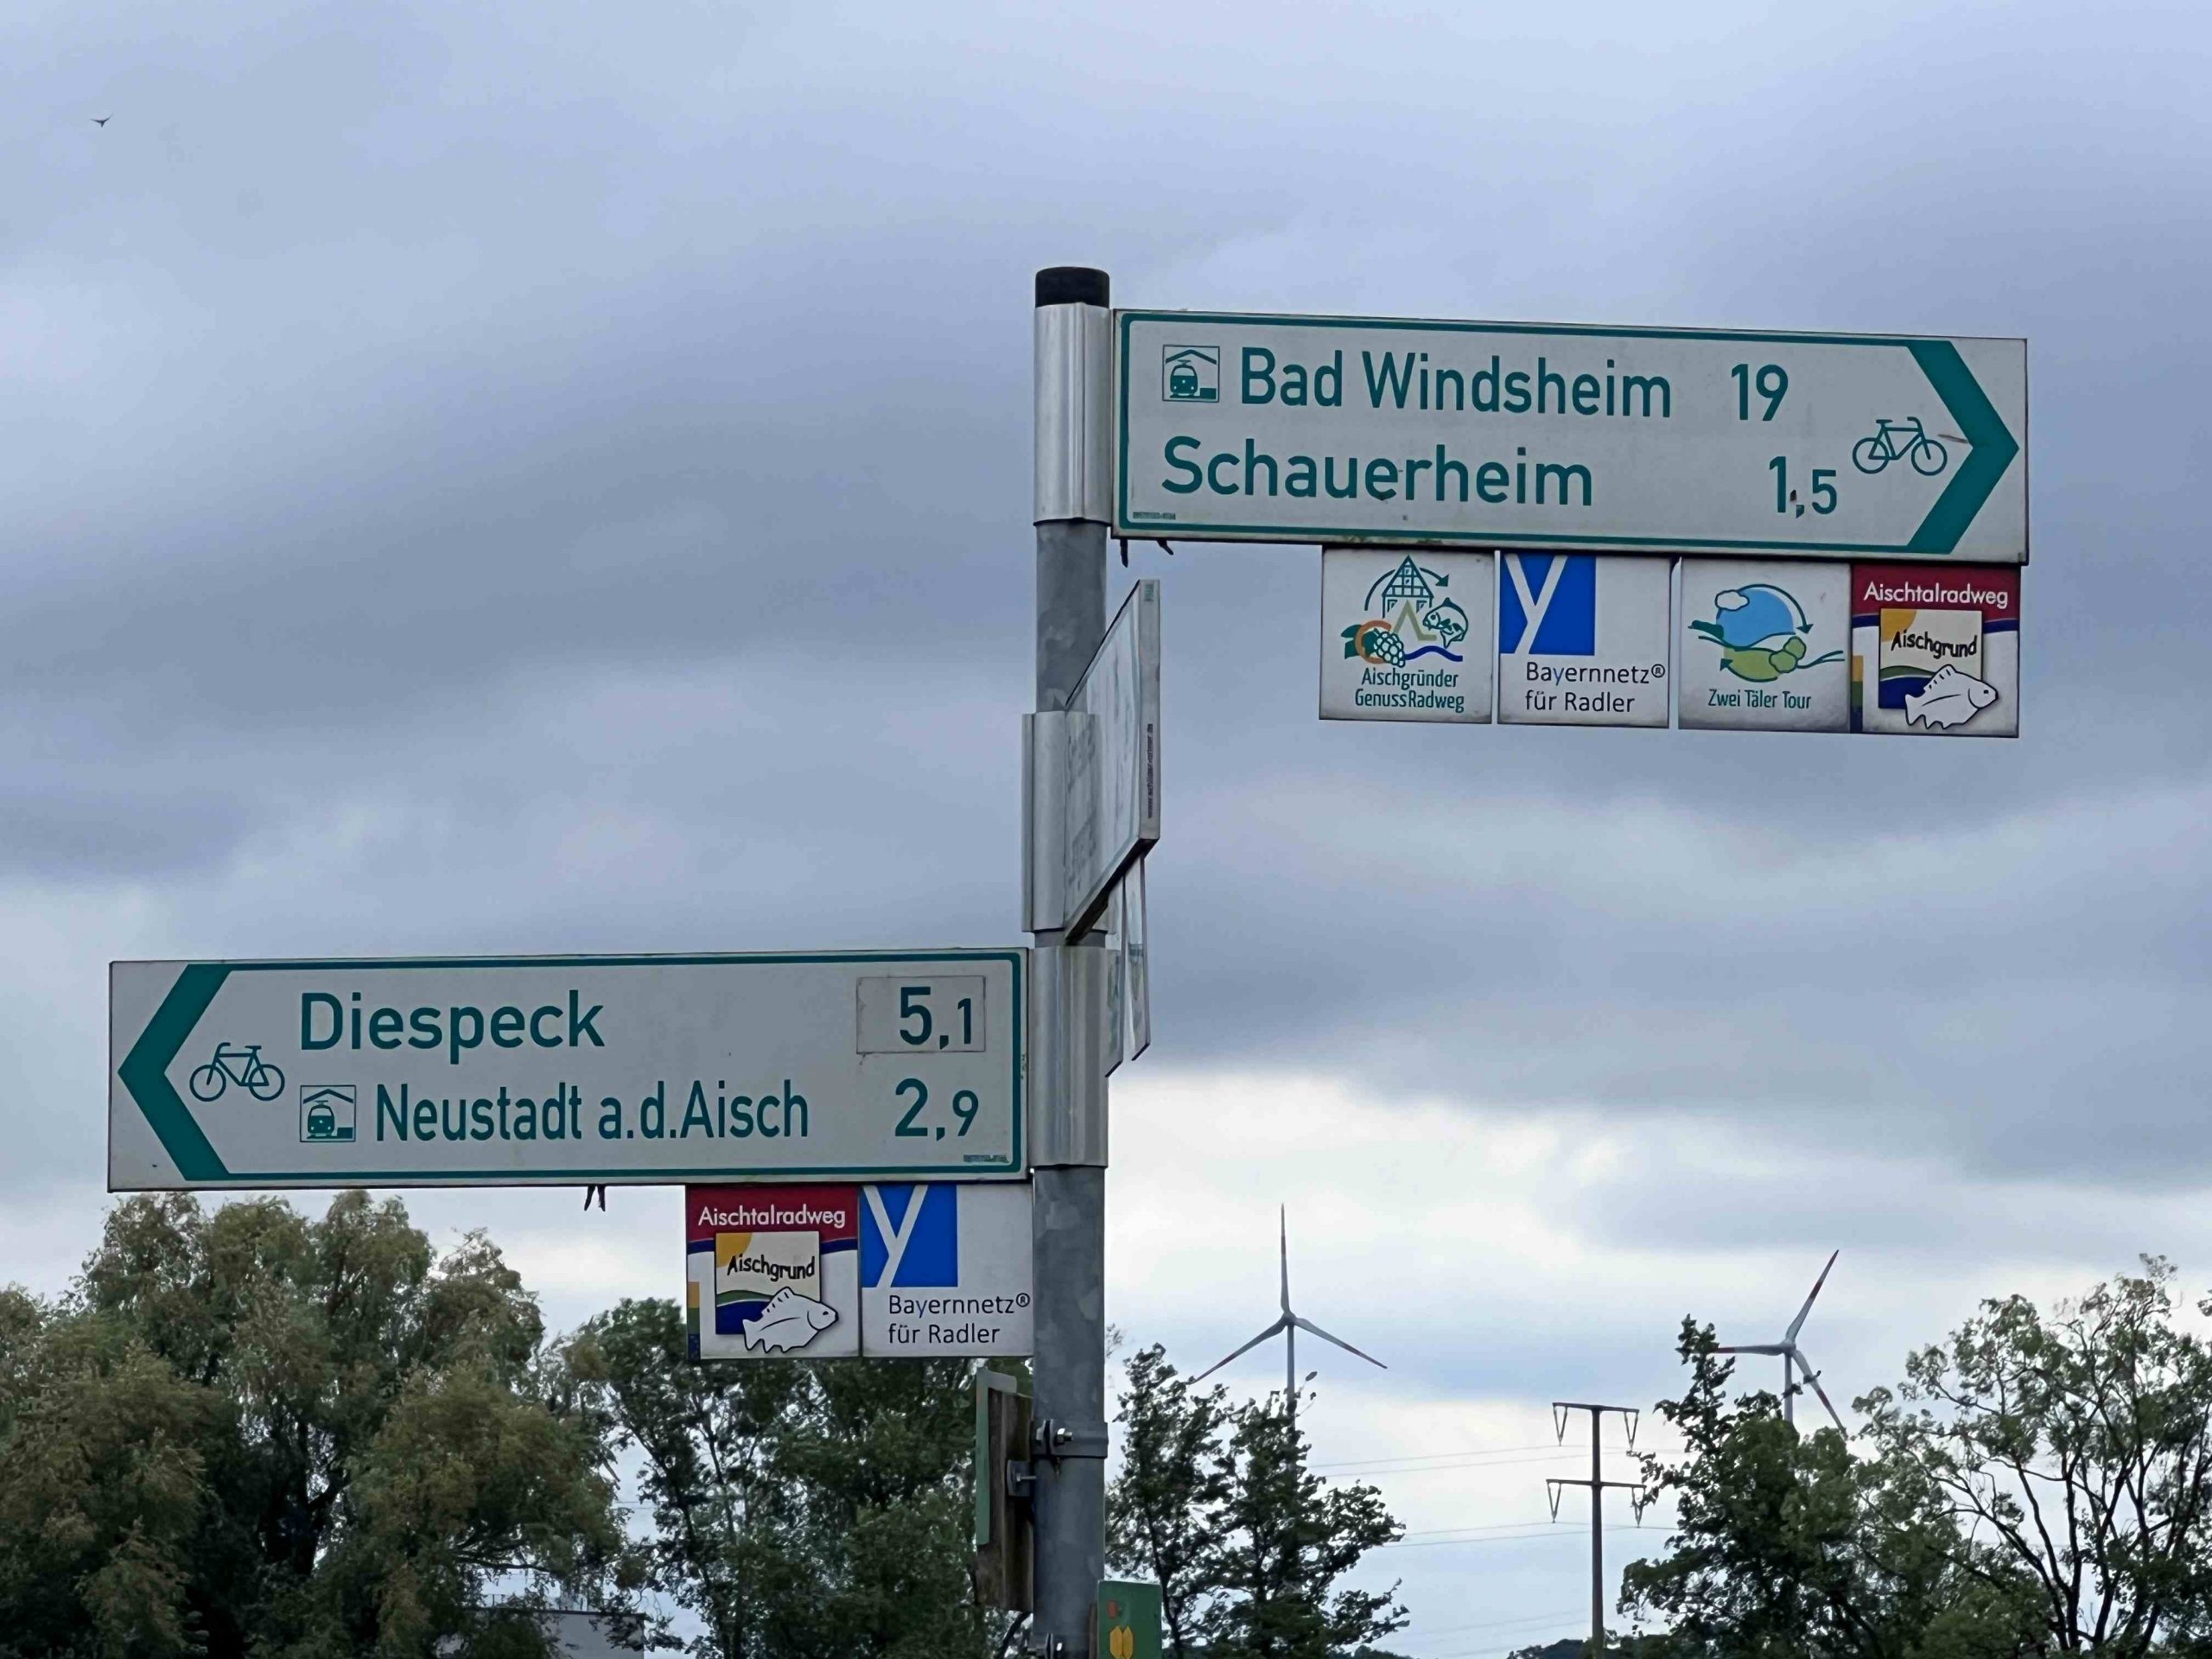 Bad Windsheim 19
Schauerheim 1,5
Aischgründer
GenussRadweg
Bayernnetz®
für Radler
Zwei Täler Tour
Aischtalradweg
Aischgrund
Diespeck 5,1
Neustadt a.d.Aisch 2,9
Aischtalradweg
Aischgrund
Bayernnetz®
für Radler